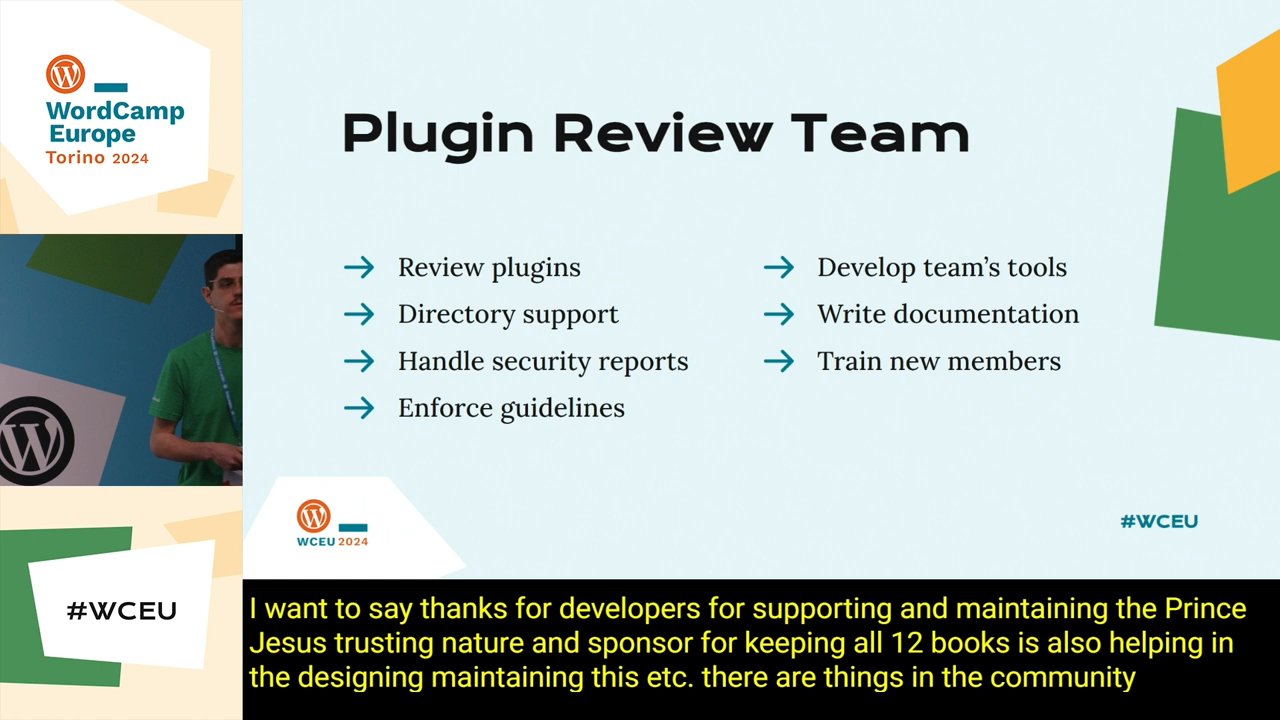 WordCamp
Europe
Torino 2024
Plugin Review Team
→ Review plugins
→ Directory support
→ Handle security reports
→ Enforce guidelines
→ Develop team’s tools
→ Write documentation
→ Train new members
WCEU 2024
#WCEU
#WCEU
I want to say thanks for developers for supporting and maintaining the Prince
Jesus trusting nature and sponsor for keeping all 12 books is also helping in
the designing maintaining this etc. there are things in the community